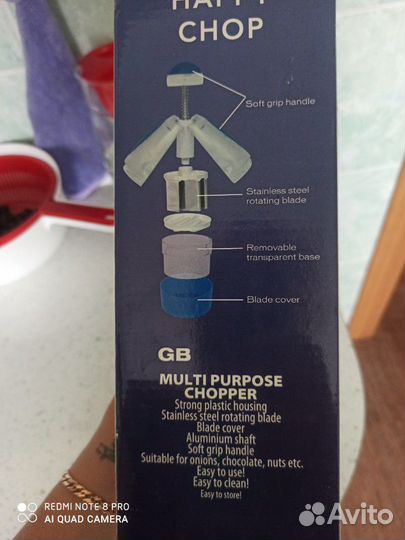 HAPPY
CHOP
Soft grip handle
Stainless steel
rotating blade
Removable
transparent base
Blade cover
GB
MULTI PURPOSE
CHOPPER
Strong plastic housing
Stainless steel rotating blade
Blade cover
Aluminium shaft
Soft grip handle
Suitable for onions, chocolate, nuts etc.
Easy to use!
Easy to clean!
Easy to store!
REDMI NOTE 8 PRO
AI QUAD CAMERA
Avito